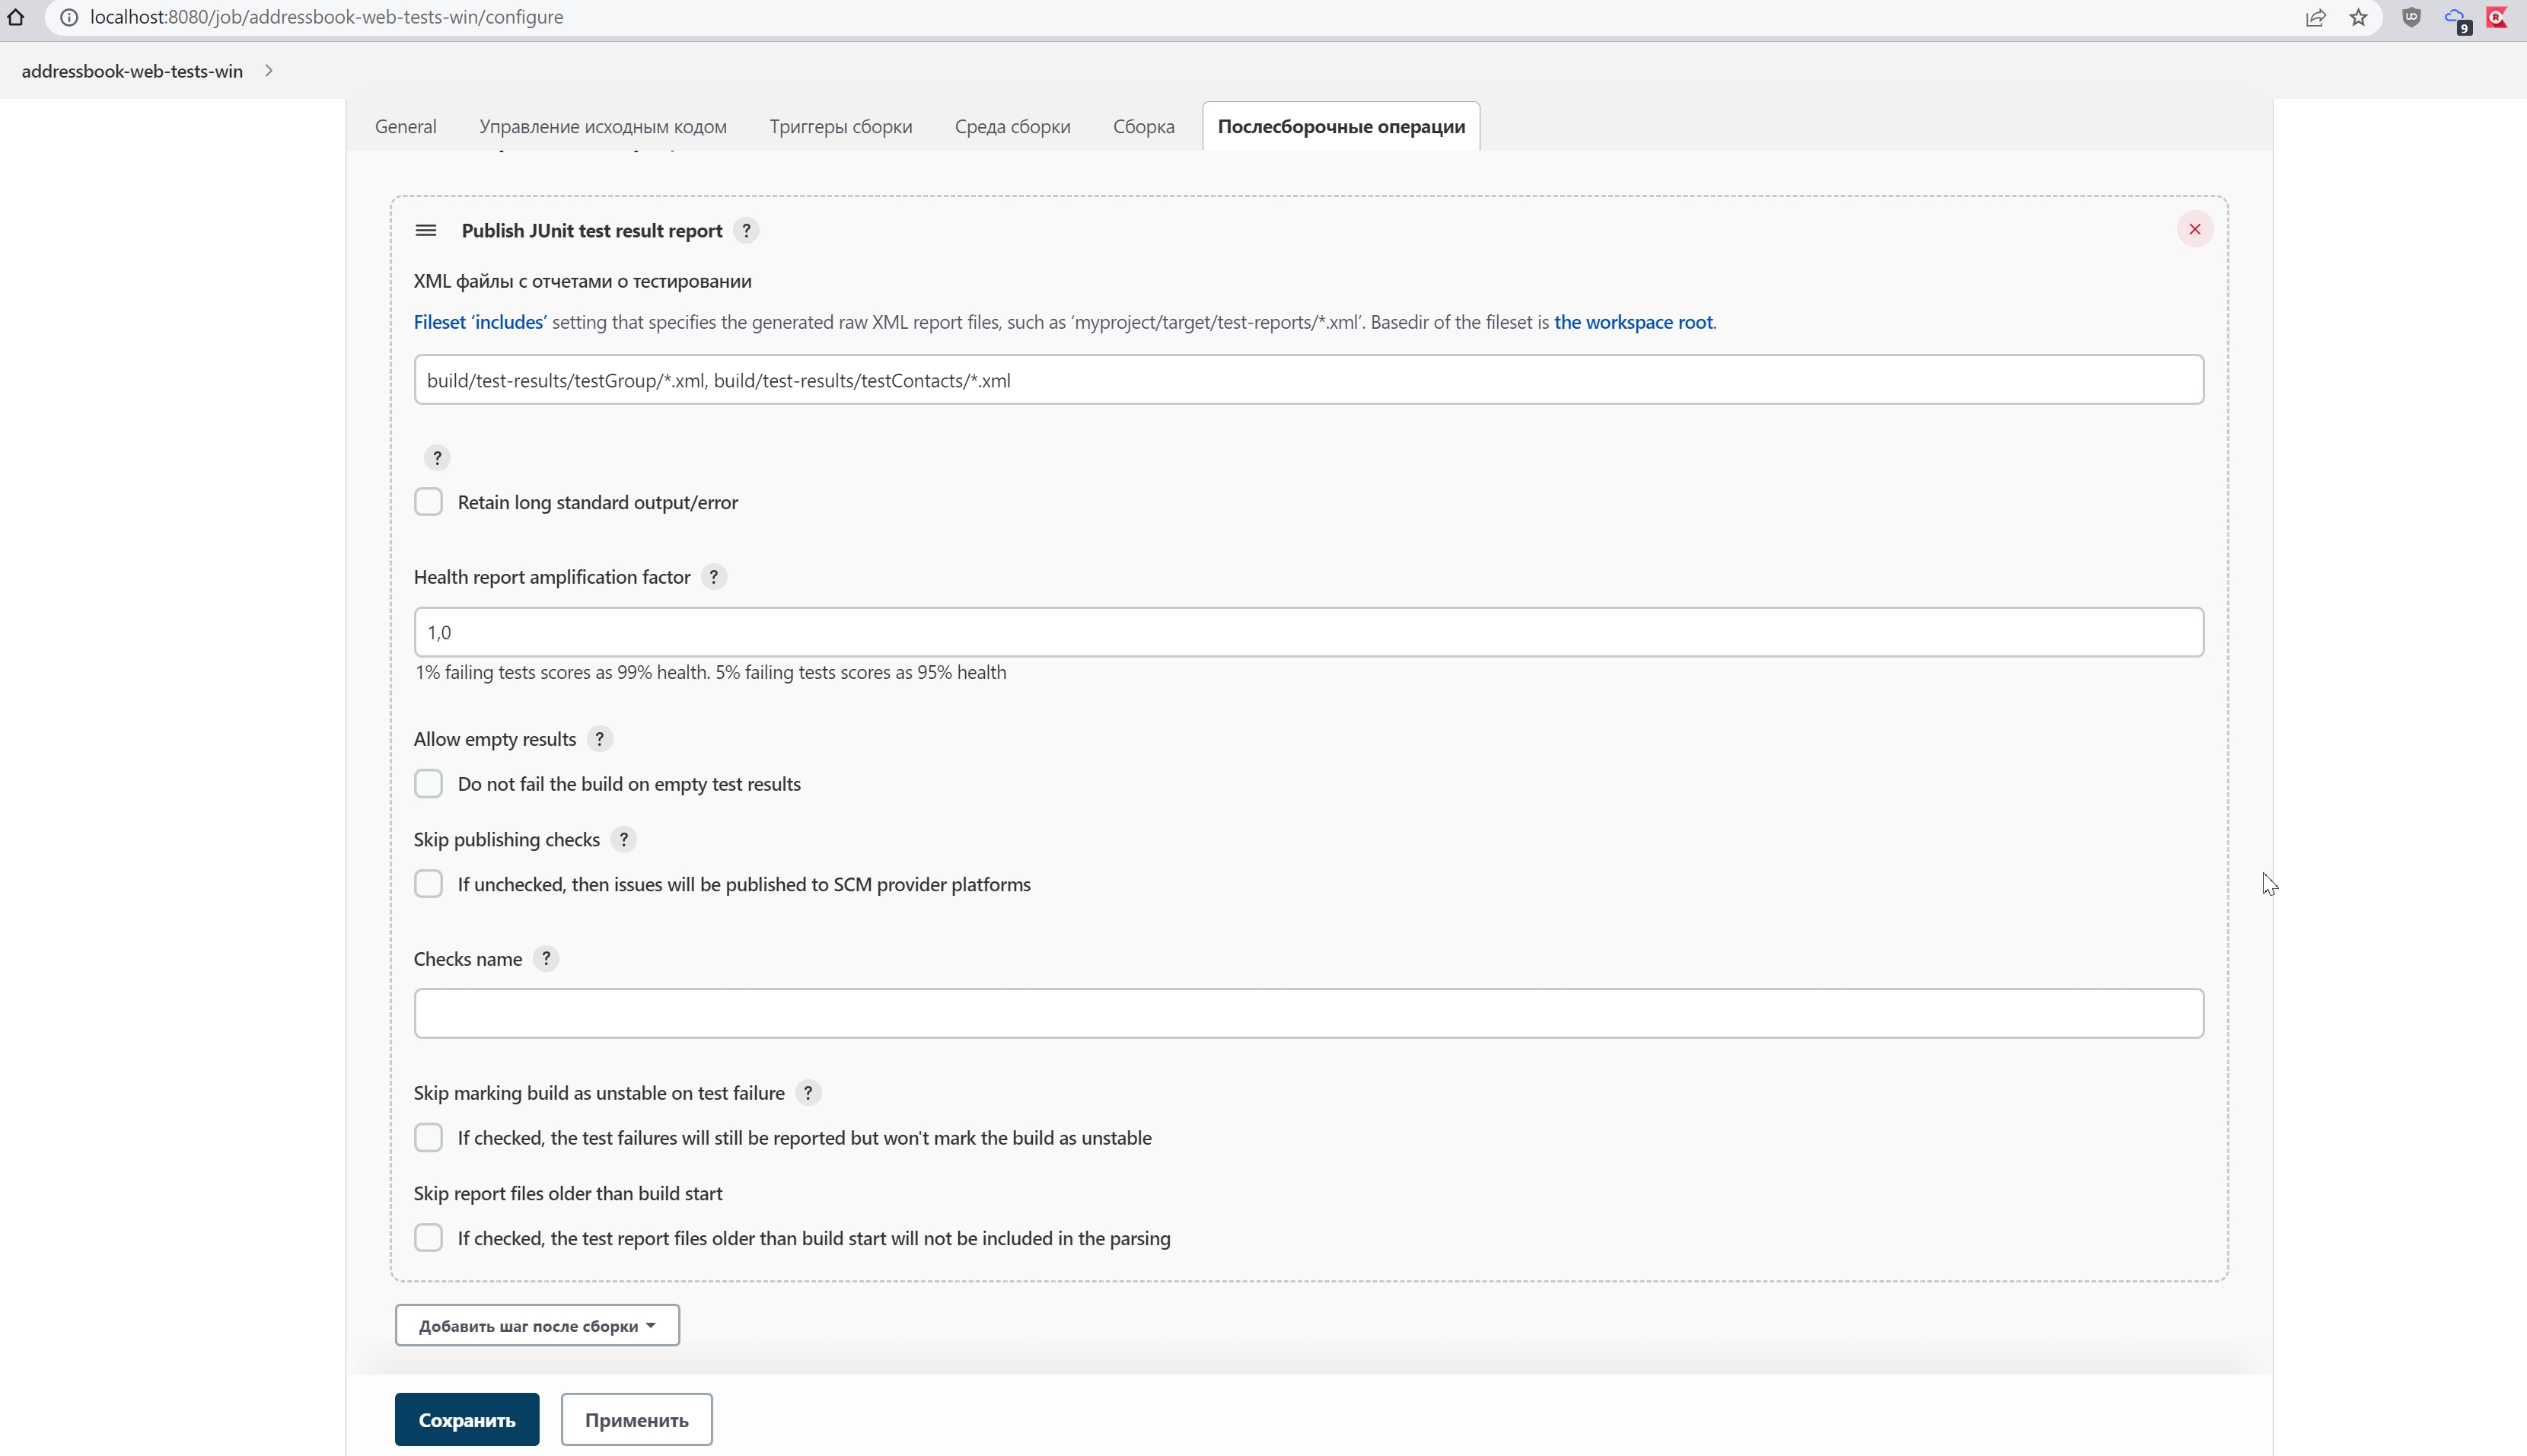 localhost:8080/job/addressbook-web-tests-win/configure
9
addressbook-web-tests-win
General Управление исходным кодом Триггеры сборки Среда сборки Сборка Послесборочные операции
Publish JUnit test result report ?
XML файлы с отчетами о тестировании
Fileset ‘includes’ setting that specifies the generated raw XML report files, such as ‘myproject/target/test-reports/*.xml’. Basedir of the fileset is the workspace root.
build/test-results/testGroup/*.xml, build/test-results/testContacts/*.xml
?
Retain long standard output/error
Health report amplification factor ?
1,0
1% failing tests scores as 99% health. 5% failing tests scores as 95% health
Allow empty results ?
Do not fail the build on empty test results
Skip publishing checks ?
If unchecked, then issues will be published to SCM provider platforms
Checks name ?
Skip marking build as unstable on test failure ?
If checked, the test failures will still be reported but won't mark the build as unstable
Skip report files older than build start
If checked, the test report files older than build start will not be included in the parsing
Добавить шаг после сборки
Сохранить Применить